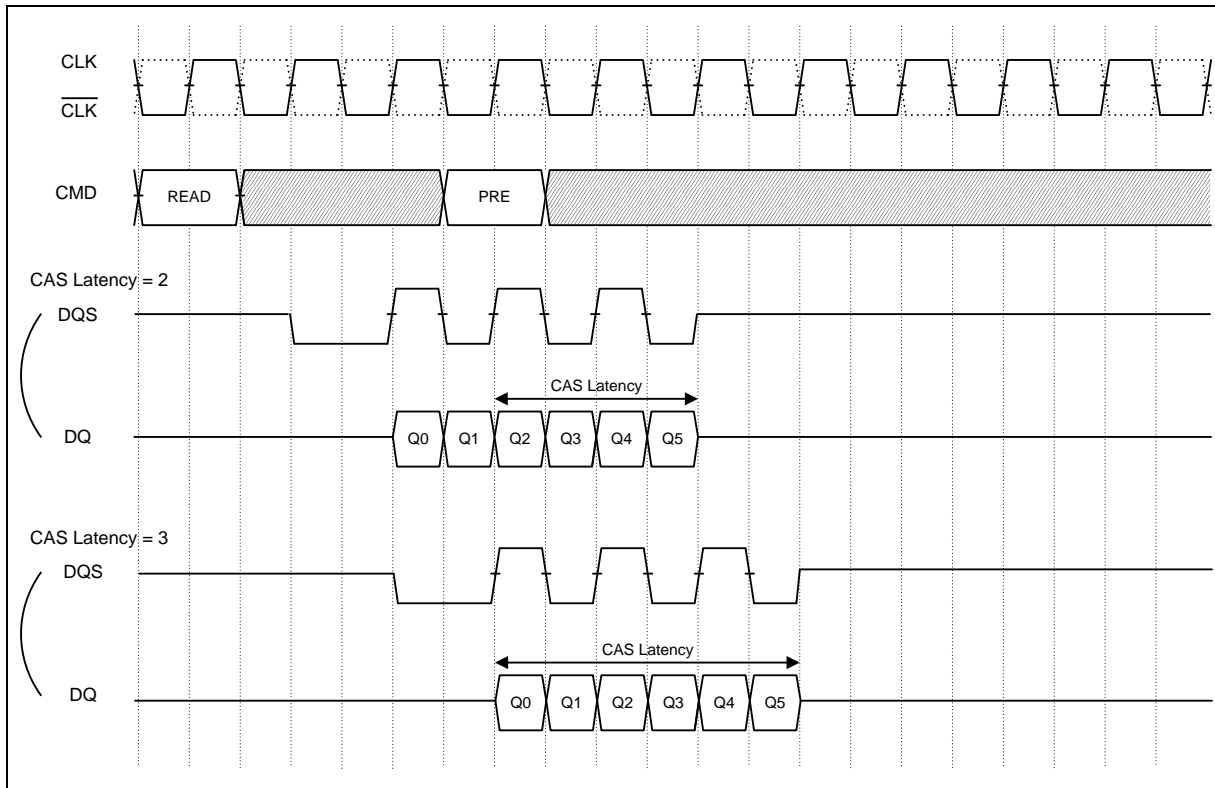 CLK
C̅L̅K̅
CMD
READ
PRE
CAS Latency = 2
DQS
CAS Latency
DQ
Q0 Q1 Q2 Q3 Q4 Q5
CAS Latency = 3
DQS
CAS Latency
DQ
Q0 Q1 Q2 Q3 Q4 Q5